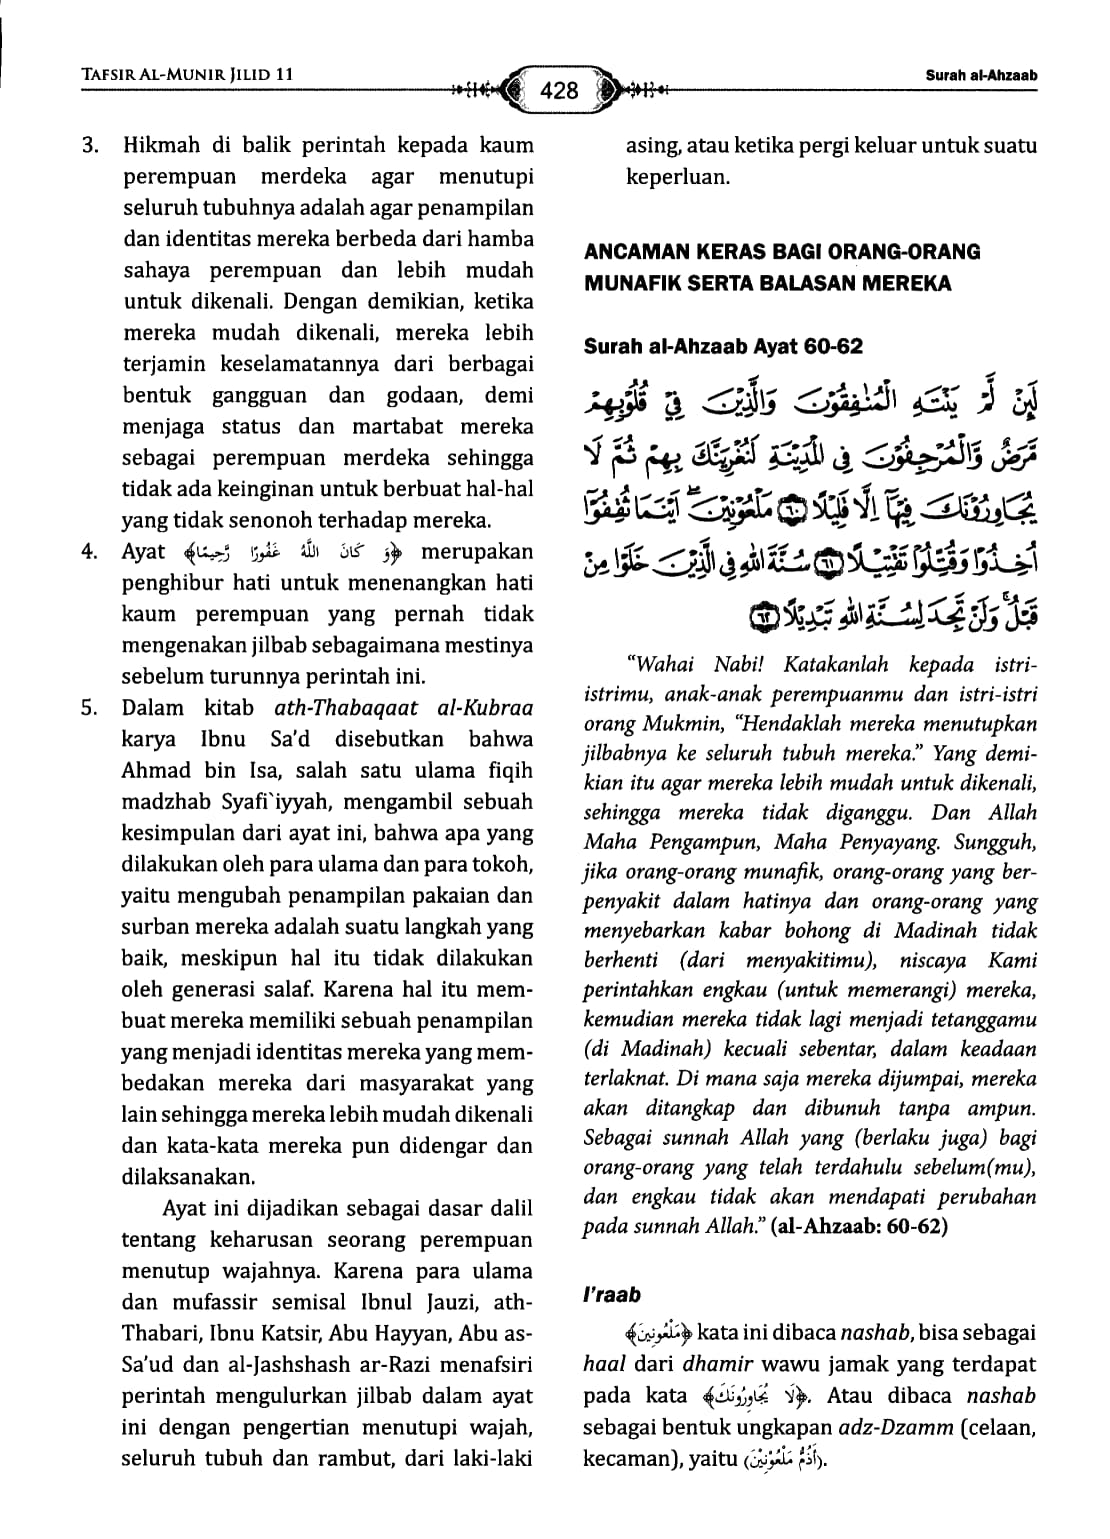 TAFSIR AL-MUNIR JILID 11
428
Surah al-Ahzaab
3. Hikmah di balik perintah kepada kaum
perempuan merdeka agar menutupi
seluruh tubuhnya adalah agar penampilan
dan identitas mereka berbeda dari hamba
sahaya perempuan dan lebih mudah
untuk dikenali. Dengan demikian, ketika
mereka mudah dikenali, mereka lebih
terjamin keselamatannya dari berbagai
bentuk gangguan dan godaan, demi
menjaga status dan martabat mereka
sebagai perempuan merdeka sehingga
tidak ada keinginan untuk berbuat hal-hal
yang tidak senonoh terhadap mereka.
4. Ayat ﴿وَ كَانَ اللَّهُ غَفُورًا رَّحِيمًا﴾ merupakan
penghibur hati untuk menenangkan hati
kaum perempuan yang pernah tidak
mengenakan jilbab sebagaimana mestinya
sebelum turunnya perintah ini.
5. Dalam kitab ath-Thabaqaat al-Kubraa
karya Ibnu Sa’d disebutkan bahwa
Ahmad bin Isa, salah satu ulama fiqih
madzhab Syafi`iyyah, mengambil sebuah
kesimpulan dari ayat ini, bahwa apa yang
dilakukan oleh para ulama dan para tokoh,
yaitu mengubah penampilan pakaian dan
surban mereka adalah suatu langkah yang
baik, meskipun hal itu tidak dilakukan
oleh generasi salaf. Karena hal itu mem-
buat mereka memiliki sebuah penampilan
yang menjadi identitas mereka yang mem-
bedakan mereka dari masyarakat yang
lain sehingga mereka lebih mudah dikenali
dan kata-kata mereka pun didengar dan
dilaksanakan.
Ayat ini dijadikan sebagai dasar dalil
tentang keharusan seorang perempuan
menutup wajahnya. Karena para ulama
dan mufassir semisal Ibnul Jauzi, ath-
Thabari, Ibnu Katsir, Abu Hayyan, Abu as-
Sa’ud dan al-Jashshash ar-Razi menafsiri
perintah mengulurkan jilbab dalam ayat
ini dengan pengertian menutupi wajah,
seluruh tubuh dan rambut, dari laki-laki
asing, atau ketika pergi keluar untuk suatu
keperluan.
ANCAMAN KERAS BAGI ORANG-ORANG
MUNAFIK SERTA BALASAN MEREKA
Surah al-Ahzaab Ayat 60-62
لَئِنْ لَّمْ يَنْتَهِ الْمُنٰفِقُوْنَ وَالَّذِيْنَ فِيْ قُلُوْبِهِمْ
مَّرَضٌ وَّالْمُرْجِفُوْنَ فِى الْمَدِيْنَةِ لَنُغْرِيَنَّكَ بِهِمْ ثُمَّ لَا
يُجَاوِرُوْنَكَ فِيْهَآ اِلَّا قَلِيْلًا ٦٠ مَلْعُوْنِيْنَۖ اَيْنَمَا ثُقِفُوْٓا
اُخِذُوْا وَقُتِّلُوْا تَقْتِيْلًا ٦١ سُنَّةَ اللّٰهِ فِى الَّذِيْنَ خَلَوْا مِنْ
قَبْلُۚ وَلَنْ تَجِدَ لِسُنَّةِ اللّٰهِ تَبْدِيْلًا ٦٢
“Wahai Nabi! Katakanlah kepada istri-
istrimu, anak-anak perempuanmu dan istri-istri
orang Mukmin, “Hendaklah mereka menutupkan
jilbabnya ke seluruh tubuh mereka.” Yang demi-
kian itu agar mereka lebih mudah untuk dikenali,
sehingga mereka tidak diganggu. Dan Allah
Maha Pengampun, Maha Penyayang. Sungguh,
jika orang-orang munafik, orang-orang yang ber-
penyakit dalam hatinya dan orang-orang yang
menyebarkan kabar bohong di Madinah tidak
berhenti (dari menyakitimu), niscaya Kami
perintahkan engkau (untuk memerangi) mereka,
kemudian mereka tidak lagi menjadi tetanggamu
(di Madinah) kecuali sebentar, dalam keadaan
terlaknat. Di mana saja mereka dijumpai, mereka
akan ditangkap dan dibunuh tanpa ampun.
Sebagai sunnah Allah yang (berlaku juga) bagi
orang-orang yang telah terdahulu sebelum(mu),
dan engkau tidak akan mendapati perubahan
pada sunnah Allah.” (al-Ahzaab: 60-62)
I’raab
﴿مَلْعُونِينَ﴾ kata ini dibaca nashab, bisa sebagai
haal dari dhamir wawu jamak yang terdapat
pada kata ﴿لَا يُجَاوِرُونَكَ﴾. Atau dibaca nashab
sebagai bentuk ungkapan adz-Dzamm (celaan,
kecaman), yaitu (أَذُمُّ مَلْعُوْنِيْنَ).